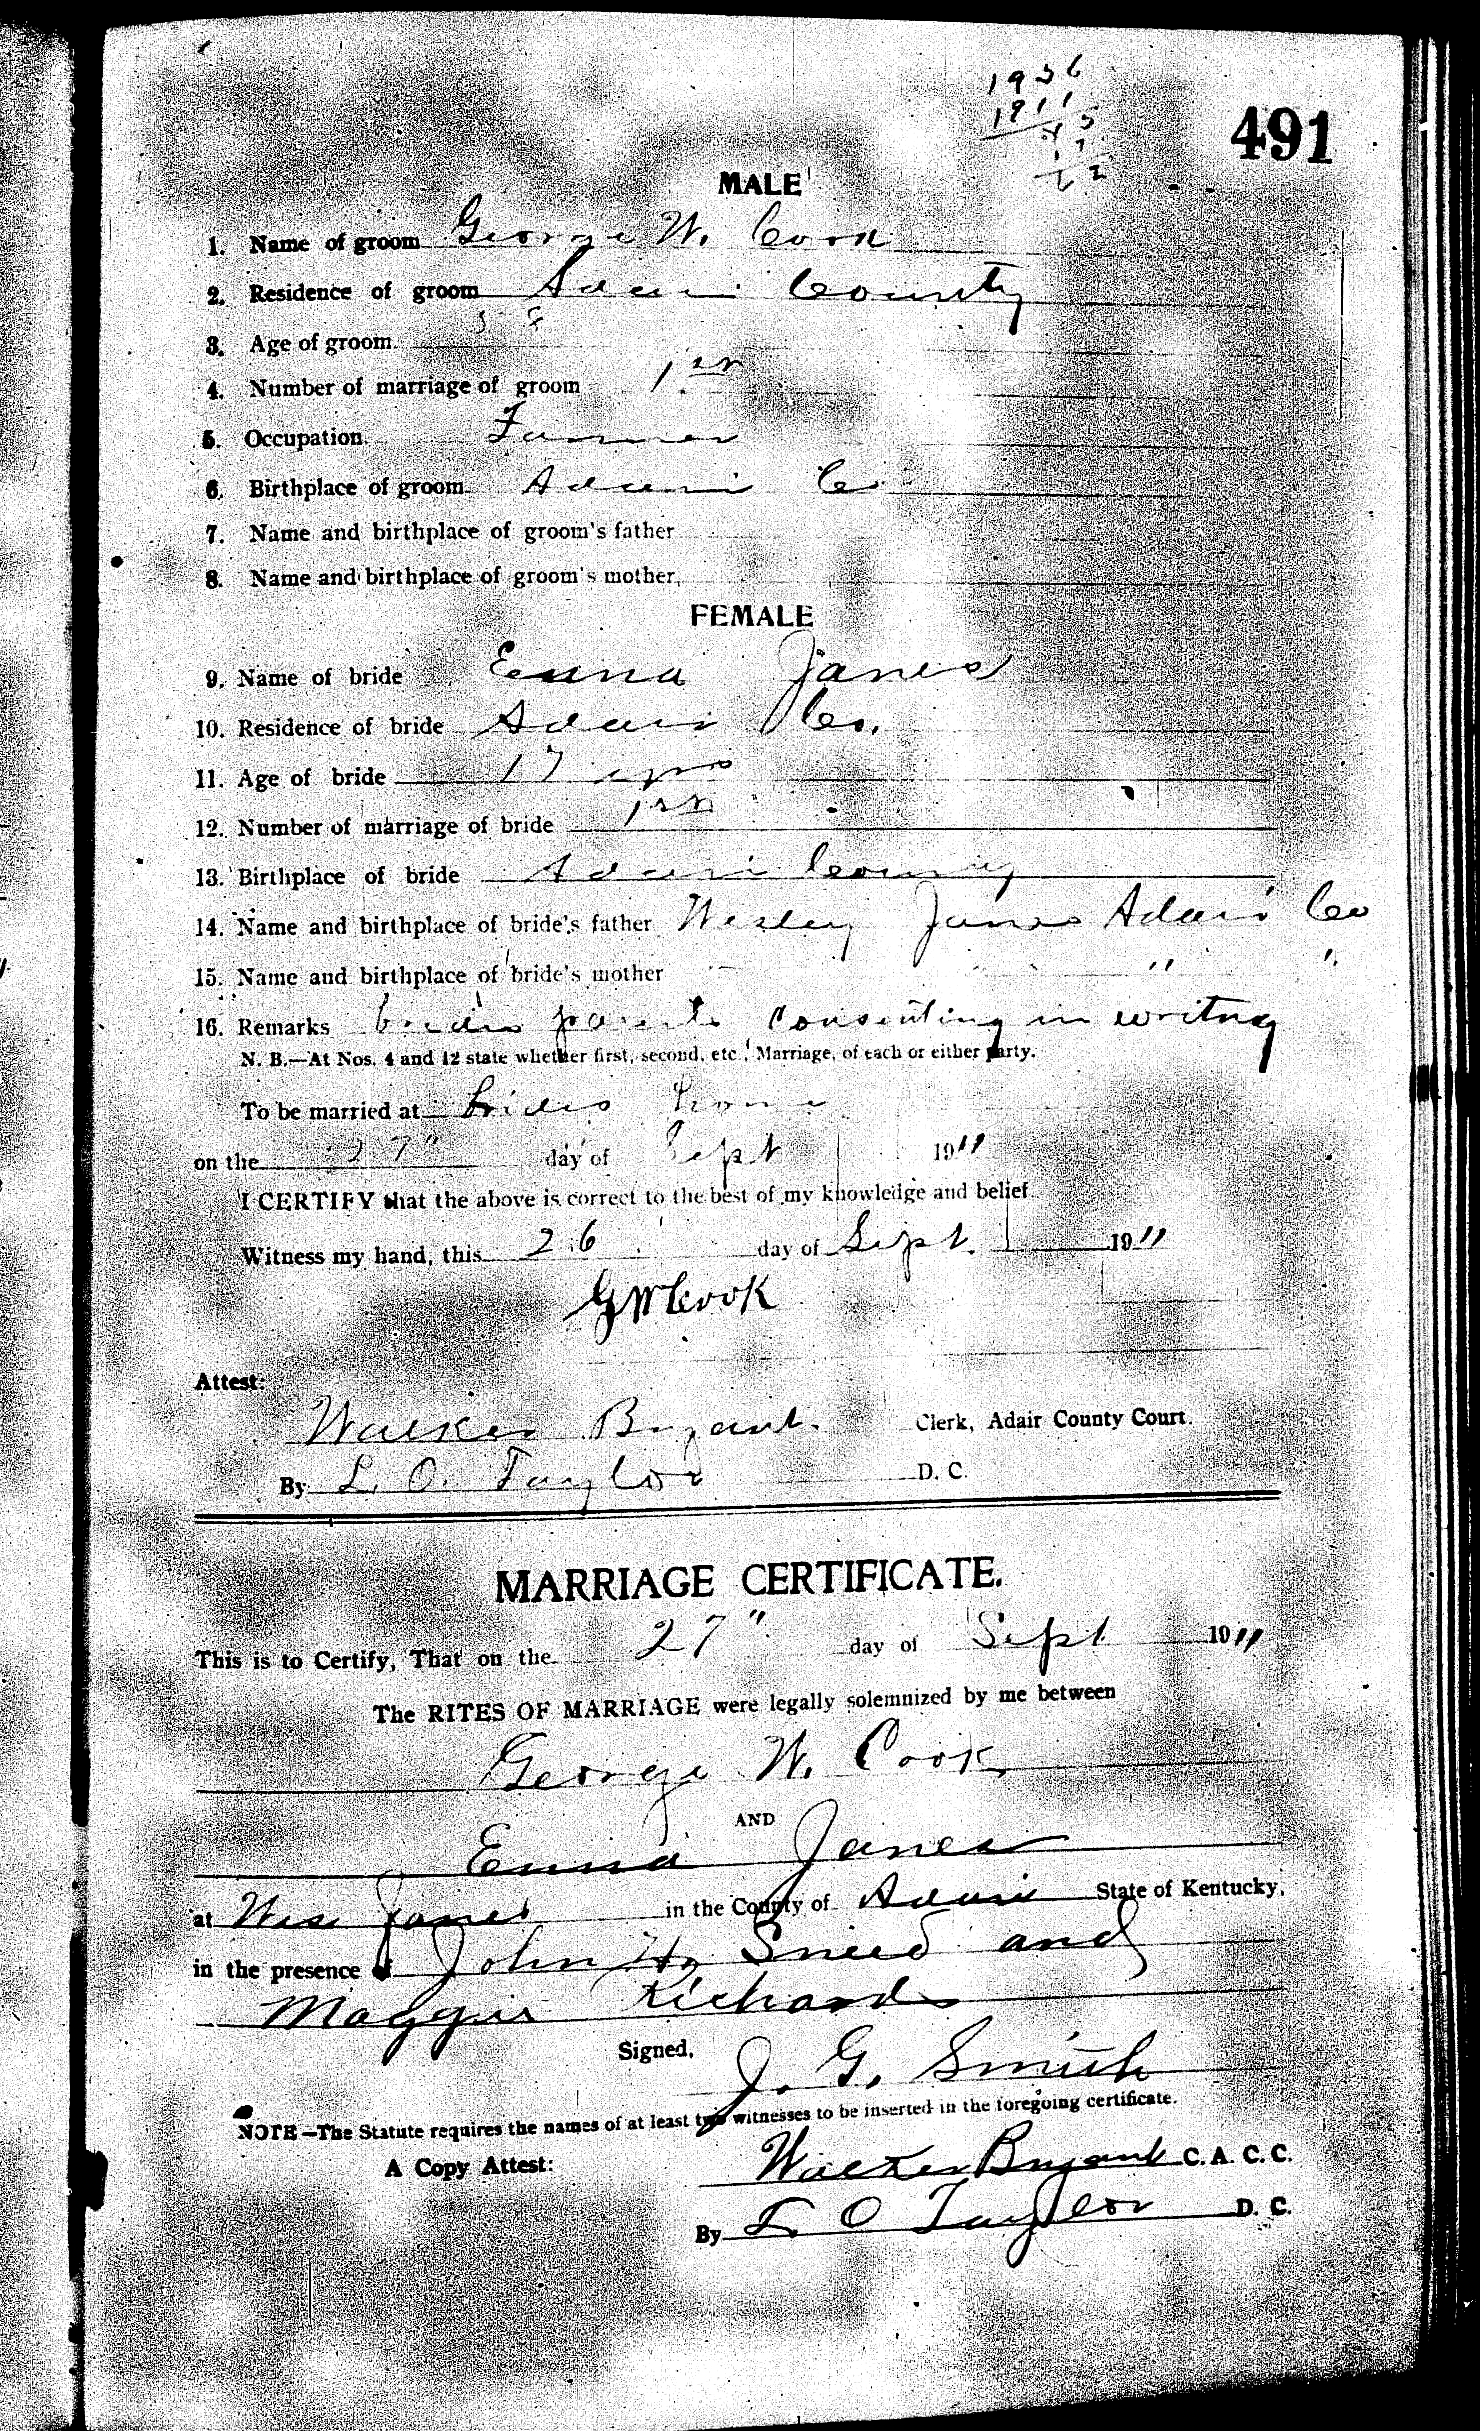 1936
1911
25
17
42
491
MALE
1. Name of groom George W. Cook
2. Residence of groom Adair County
3. Age of groom.
4. Number of marriage of groom 1st
5. Occupation. Farmer
6. Birthplace of groom Adair Co
7. Name and birthplace of groom's father
8. Name and birthplace of groom's mother,
FEMALE
9. Name of bride Emma Janes
10. Residence of bride Adair Co.
11. Age of bride 17 yrs
12. Number of marriage of bride 1st
13. Birthplace of bride Adair County
14. Name and birthplace of bride's father Wesley Janes Adair Co
15. Name and birthplace of bride's mother " "
16. Remarks brides parents consenting in writing
N. B.—At Nos. 4 and 12 state whether first, second, etc., Marriage, of each or either party.
To be married at brides home
on the 27" day of Sept 1911
I CERTIFY that the above is correct to the best of my knowledge and belief.
Witness my hand, this 26 day of Sept. 1911
G W Cook
Attest:
Walker Bryant. Clerk, Adair County Court.
By L. O. Taylor D. C.
MARRIAGE CERTIFICATE.
This is to Certify, That on the 27" day of Sept 1911
The RITES OF MARRIAGE were legally solemnized by me between
George W. Cook
AND
Emma Janes
at Wes Janes in the County of Adair State of Kentucky,
in the presence of John H. Sneed and
Maggie Richards
Signed, J. G. Smith
NOTE—The Statute requires the names of at least two witnesses to be inserted in the foregoing certificate.
A Copy Attest: Walker Bryant C. A. C. C.
By L O Taylor D. C.